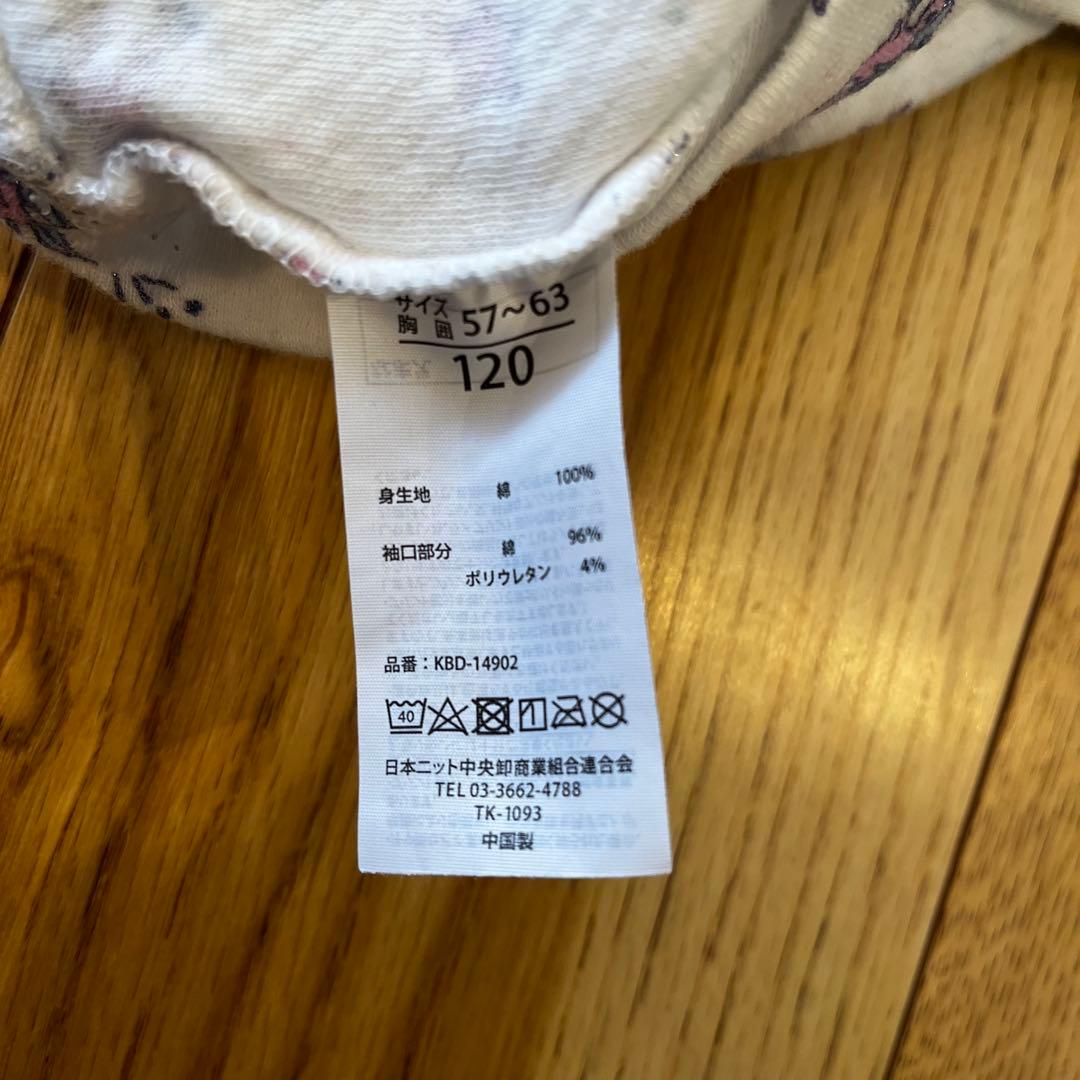 サイズ
胸囲 57～63
120
身生地 綿 100%
袖口部分 綿 96%
ポリウレタン 4%
品番：KBD-14902
40
日本ニット中央卸商業組合連合会
TEL 03-3662-4788
TK-1093
中国製